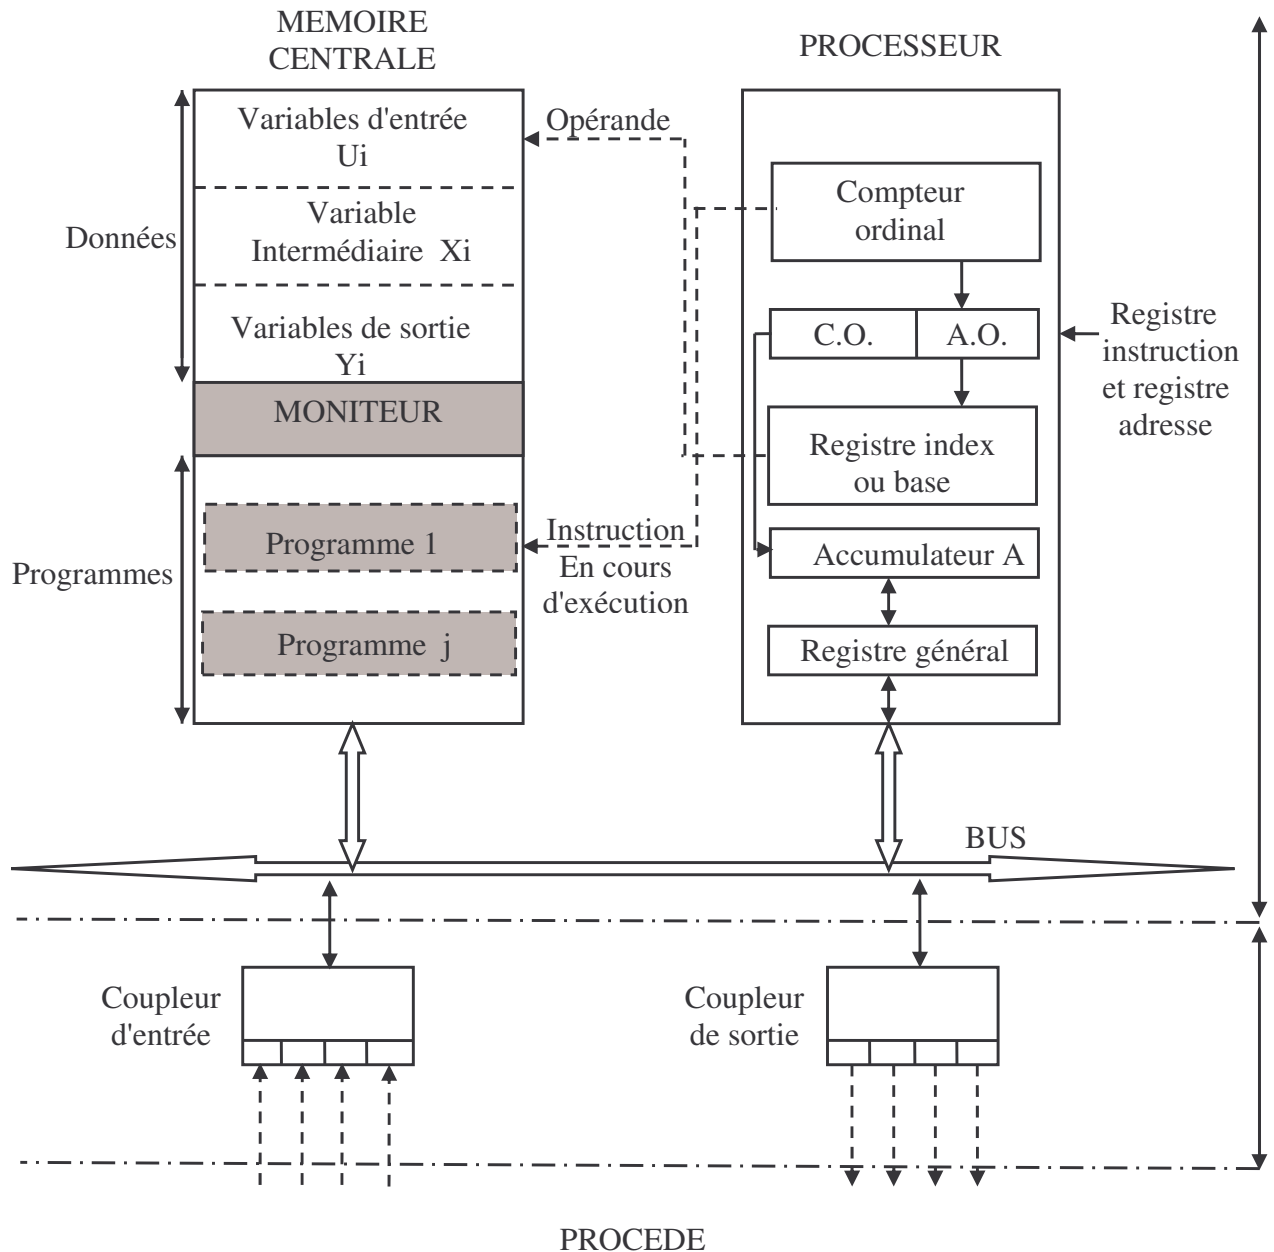 MEMOIRE
CENTRALE
PROCESSEUR
Variables d'entrée
Ui
Opérande
Variable
Intermédiaire Xi
Données
Compteur
ordinal
Variables de sortie
Yi
C.O.
A.O.
Registre
instruction
et registre
adresse
MONITEUR
Registre index
ou base
Programme 1
Instruction
En cours
d'exécution
Accumulateur A
Programmes
Programme j
Registre général
BUS
Coupleur
d'entrée
Coupleur
de sortie
PROCEDE